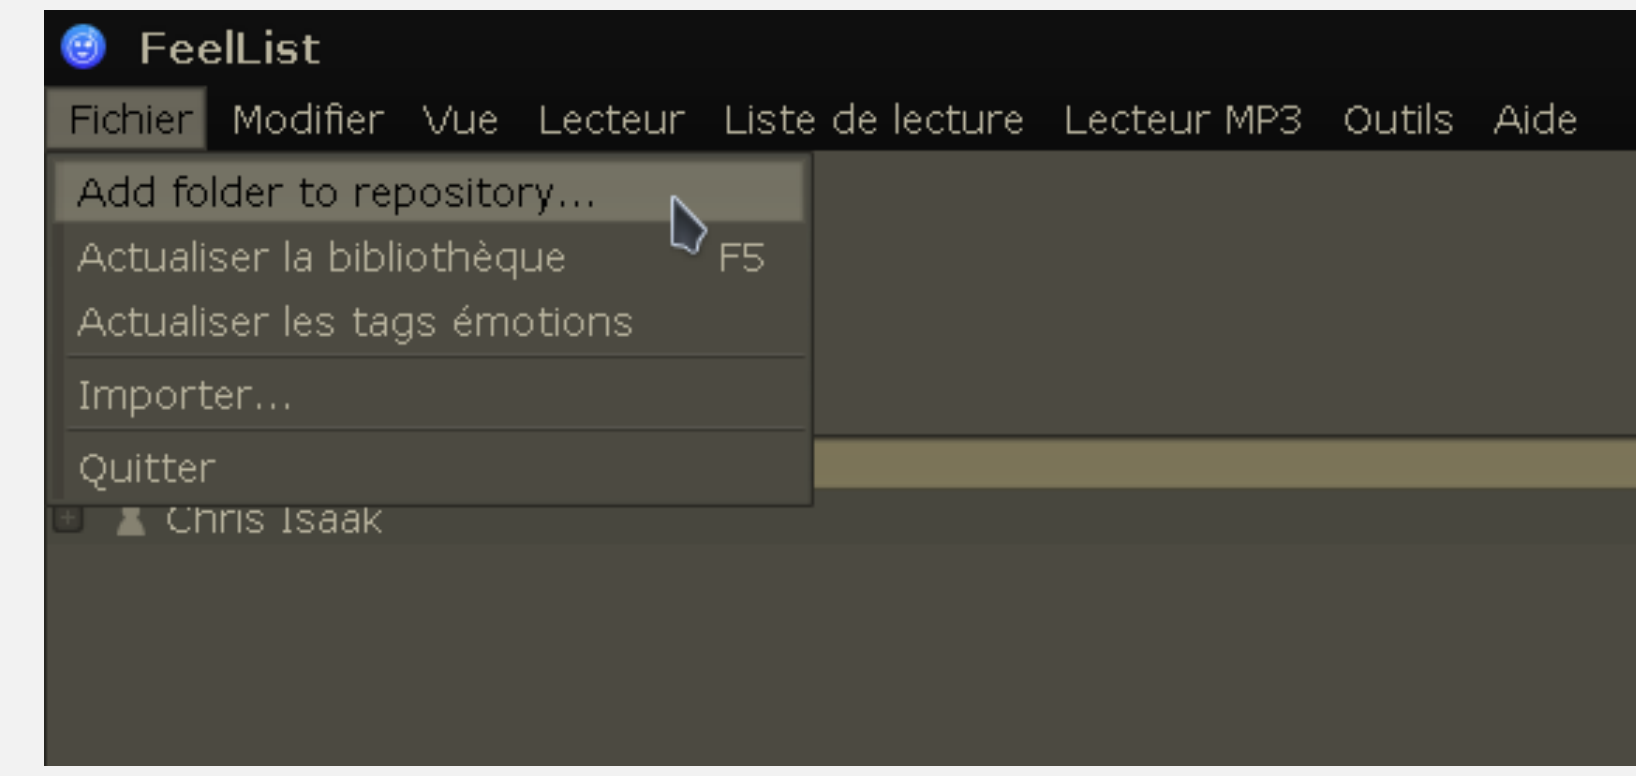 FeelList
Fichier Modifier Vue Lecteur Liste de lecture Lecteur MP3 Outils Aide
Add folder to repository...
Actualiser la bibliothèque F5
Actualiser les tags émotions
Importer...
Quitter
Chris Isaak